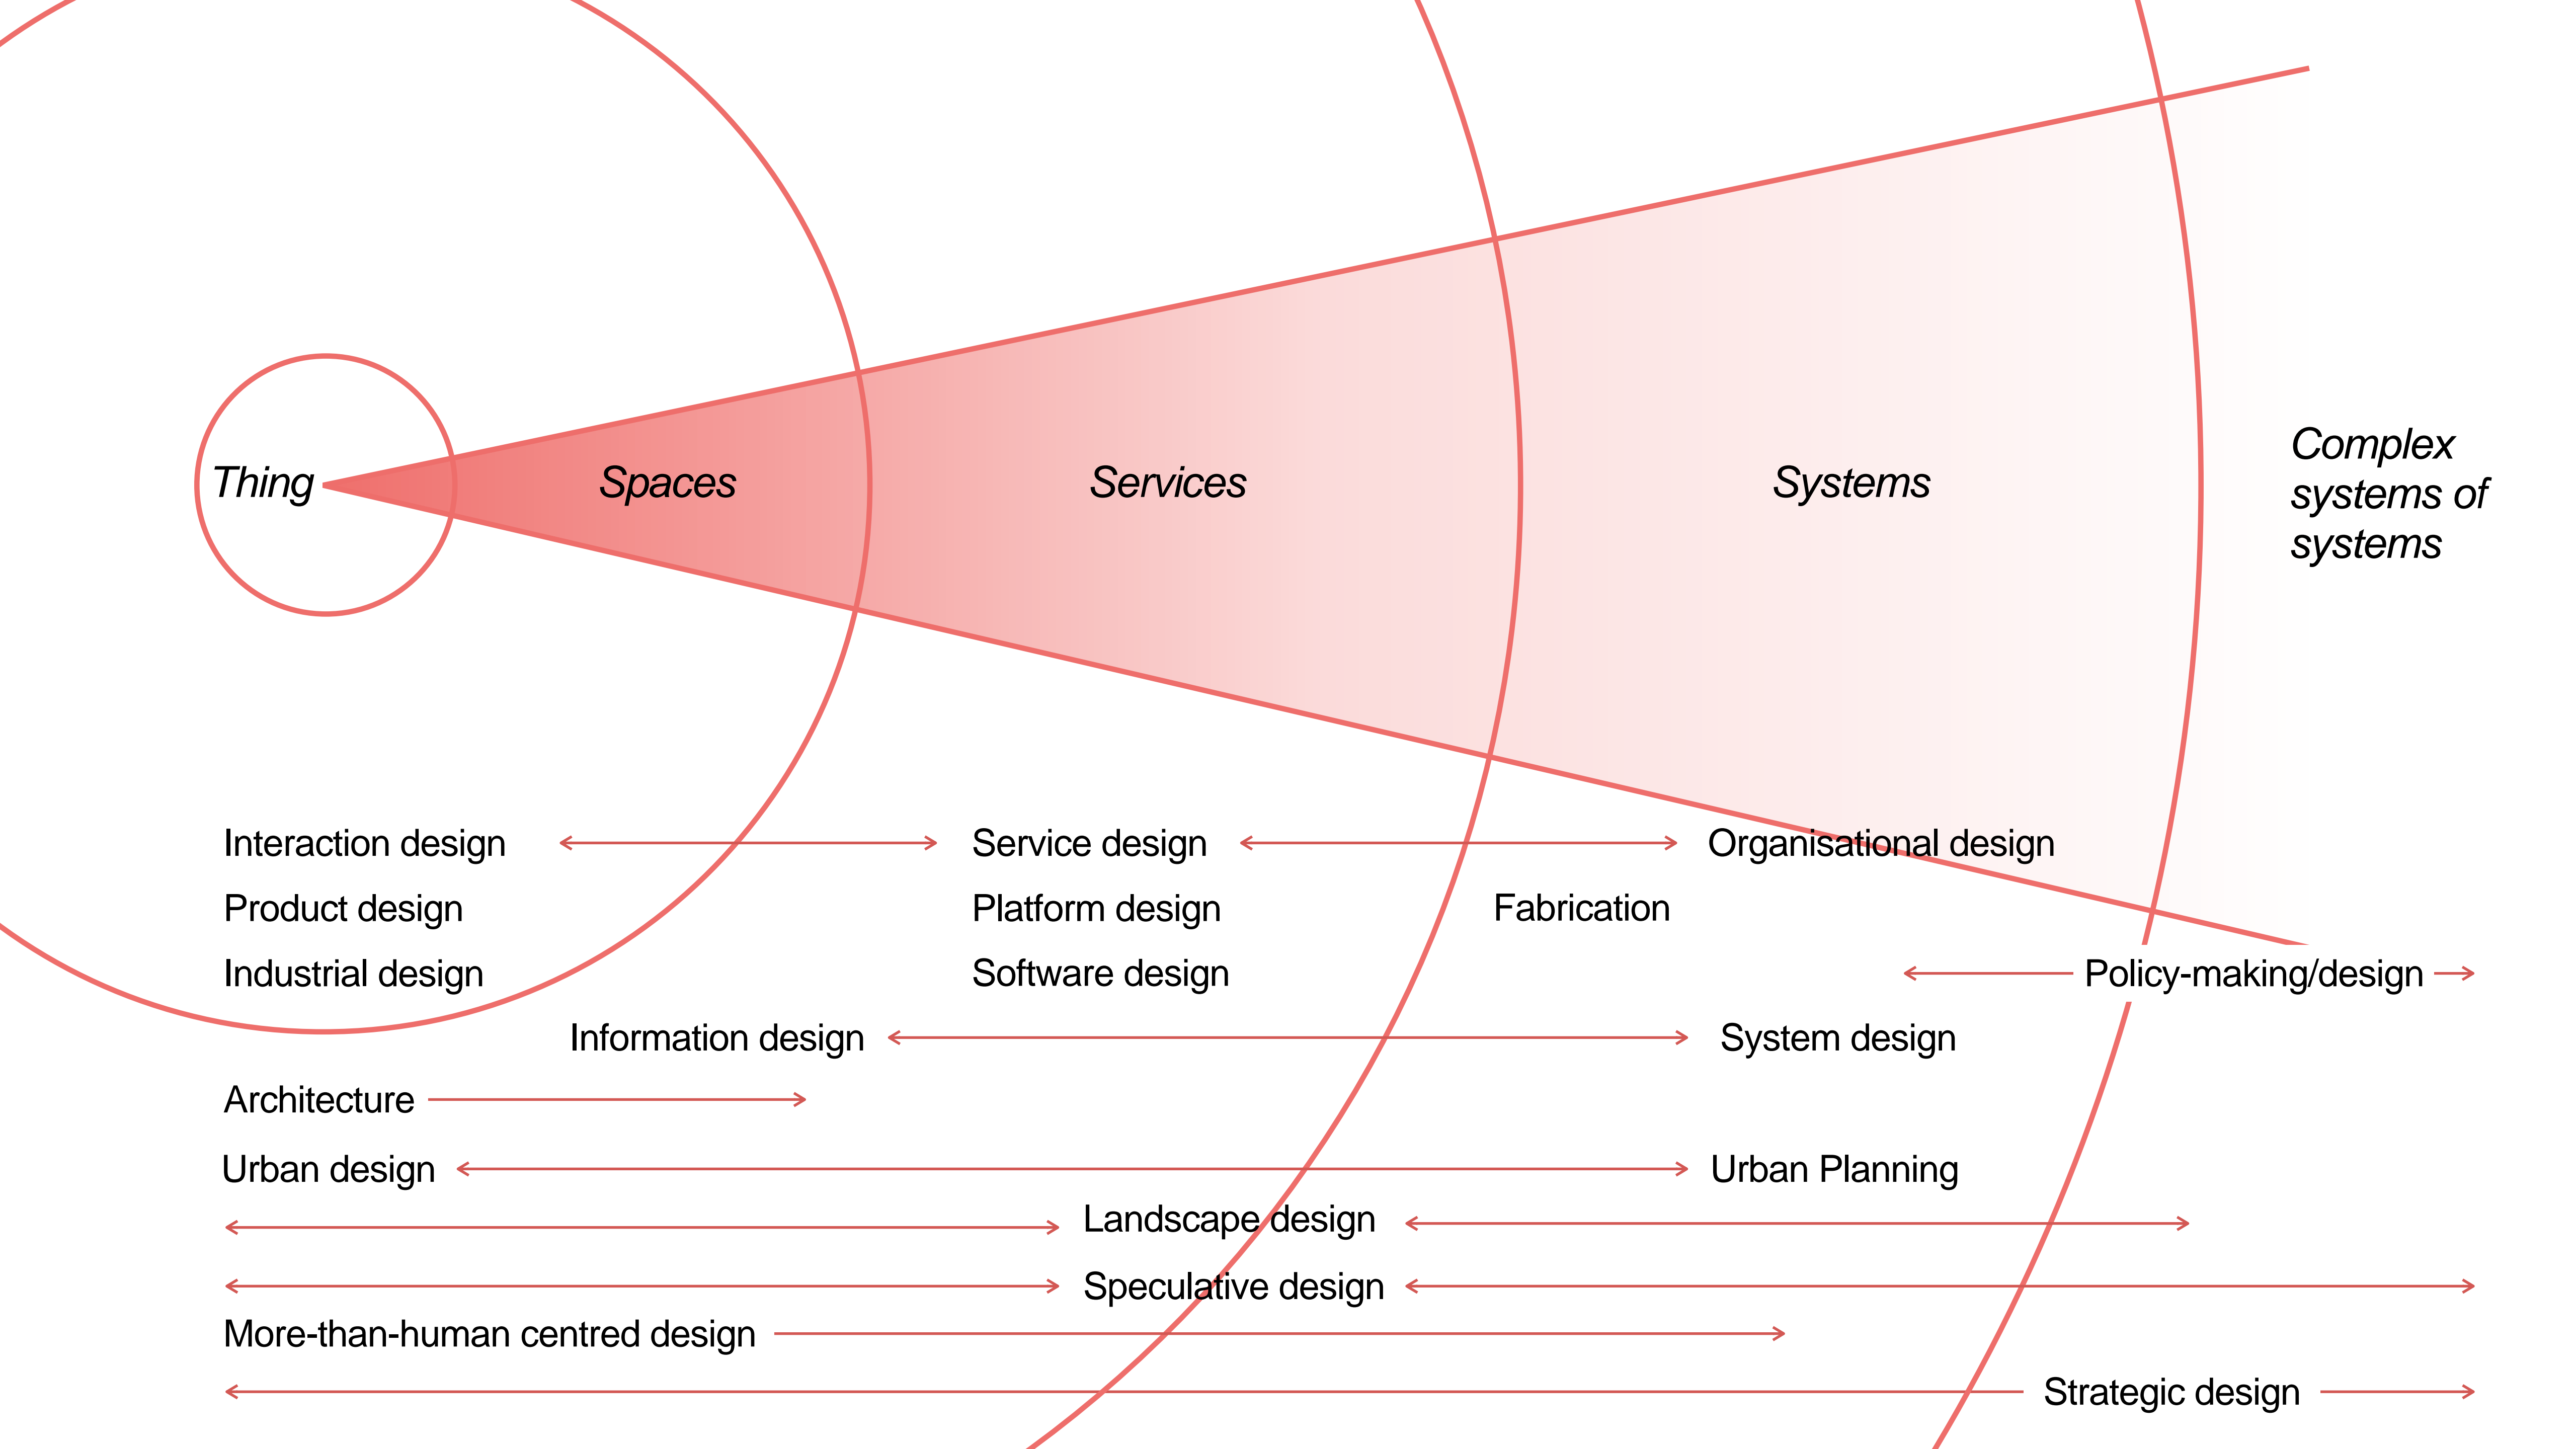 Thing
Spaces
Services
Systems
Complex
systems of
systems
Interaction design
Service design
Organisational design
Product design
Platform design
Fabrication
Industrial design
Software design
Policy-making/design
Information design
System design
Architecture
Urban design
Urban Planning
Landscape design
Speculative design
More-than-human centred design
Strategic design